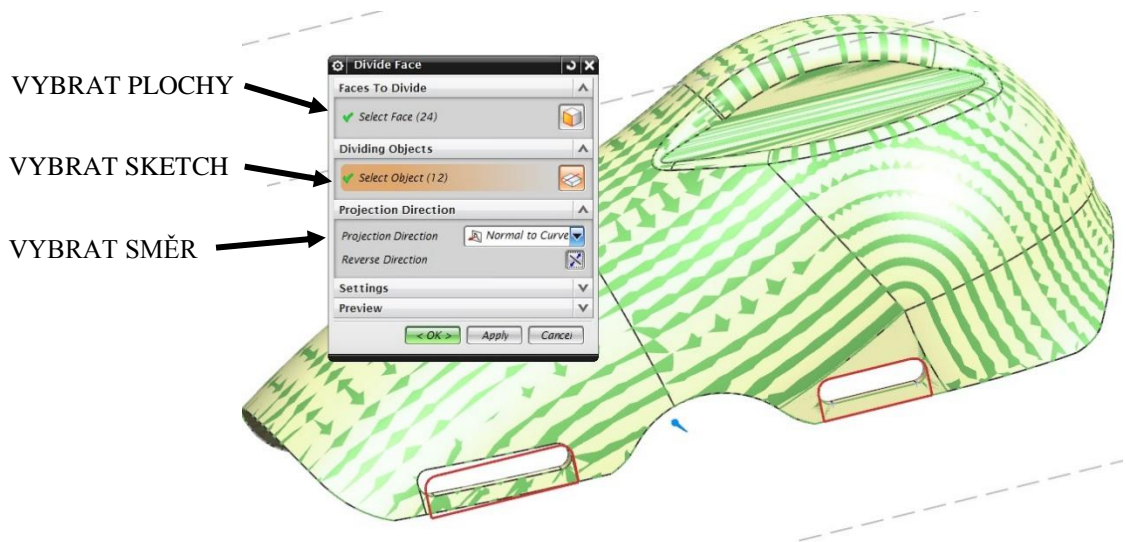 VYBRAT PLOCHY
VYBRAT SKETCH
VYBRAT SMĚR
Divide Face
Faces To Divide
Select Face (24)
Dividing Objects
Select Object (12)
Projection Direction
Projection Direction Normal to Curve
Reverse Direction
Settings
Preview
< OK > Apply Cancel